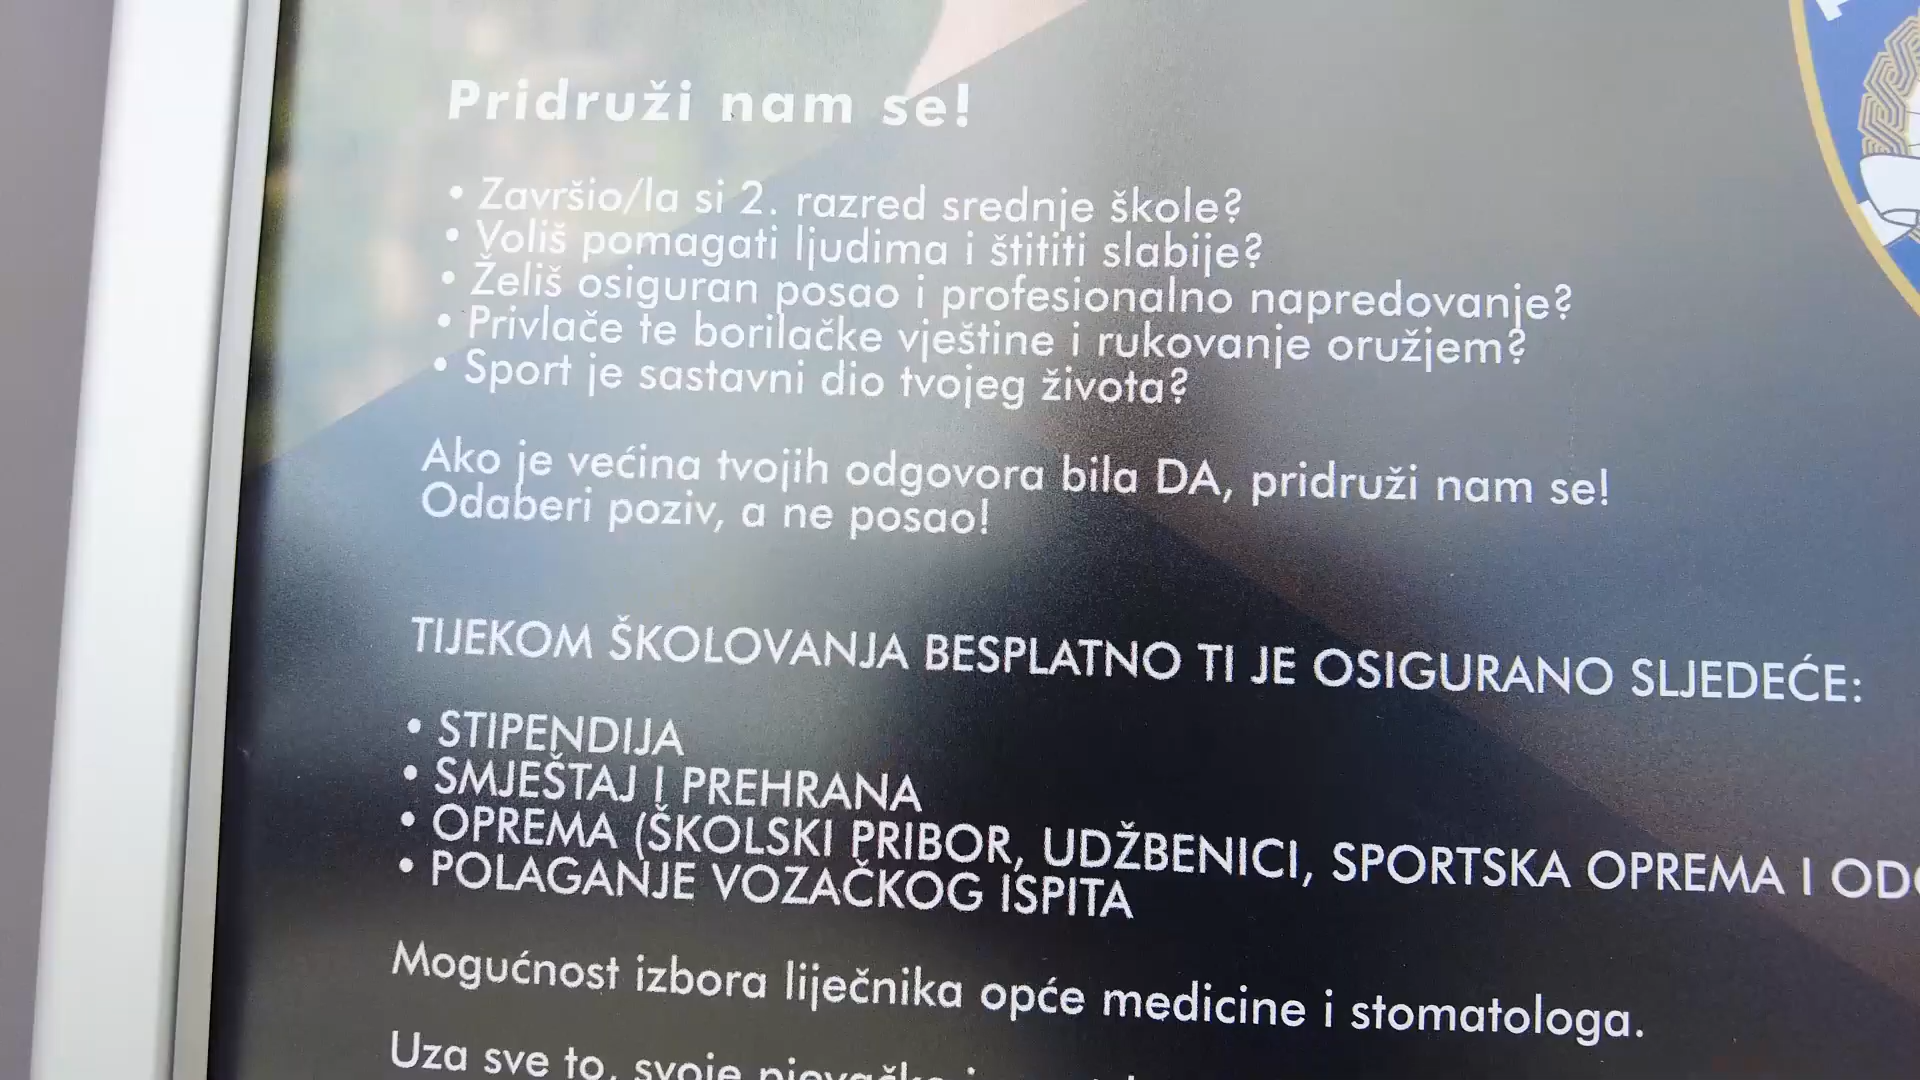 Pridruži nam se!
• Završio/la si 2. razred srednje škole?
• Voliš pomagati ljudima i štititi slabije?
• Želiš osiguran posao i profesionalno napredovanje?
• Privlače te borilačke vještine i rukovanje oružjem?
• Sport je sastavni dio tvojeg života?
Ako je većina tvojih odgovora bila DA, pridruži nam se!
Odaberi poziv, a ne posao!
TIJEKOM ŠKOLOVANJA BESPLATNO TI JE OSIGURANO SLJEDEĆE:
• STIPENDIJA
• SMJEŠTAJ I PREHRANA
• OPREMA (ŠKOLSKI PRIBOR, UDŽBENICI, SPORTSKA OPREMA I
• POLAGANJE VOZAČKOG ISPITA
Mogućnost izbora liječnika opće medicine i stomatologa.
Uza sve to, svoje